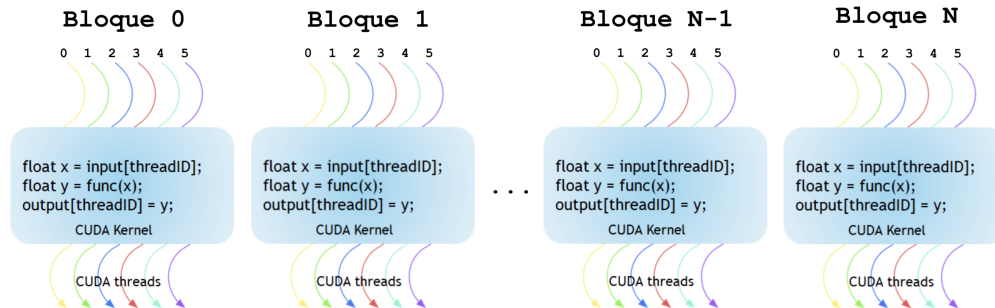 Bloque 0
0 1 2 3 4 5
float x = input[threadID];
float y = func(x);
output[threadID] = y;
CUDA Kernel
CUDA threads
Bloque 1
0 1 2 3 4 5
float x = input[threadID];
float y = func(x);
output[threadID] = y;
CUDA Kernel
CUDA threads
...
Bloque N-1
0 1 2 3 4 5
float x = input[threadID];
float y = func(x);
output[threadID] = y;
CUDA Kernel
CUDA threads
Bloque N
0 1 2 3 4 5
float x = input[threadID];
float y = func(x);
output[threadID] = y;
CUDA Kernel
CUDA threads